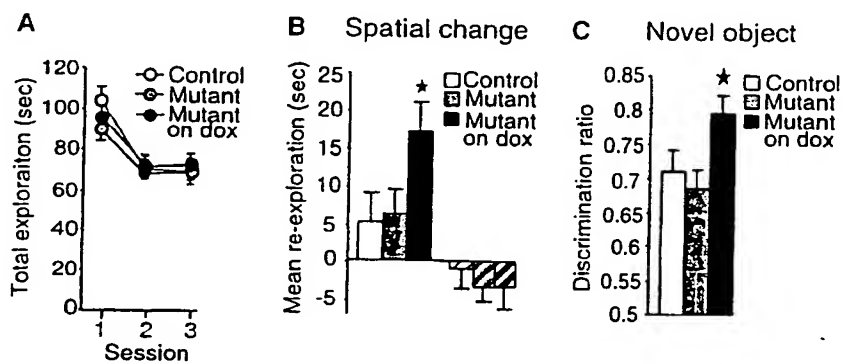 A
Total exploraiton (sec)
120
100
80
60
40
20
0
1 2 3
Session
Control
Mutant
Mutant
on dox
B Spatial change
Mean re-exploration (sec)
25
20
15
10
5
0
-5
★
Control
Mutant
Mutant
on dox
C Novel object
Discrimination ratio
0.85
0.8
0.75
0.7
0.65
0.6
0.55
0.5
★
Control
Mutant
Mutant
on dox